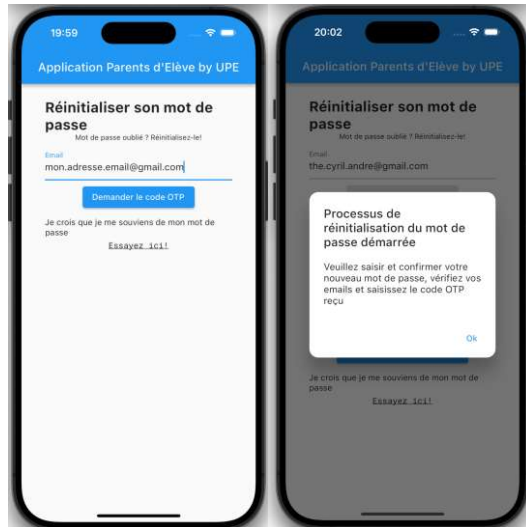 19:59
Application Parents d'Elève by UPE
Réinitialiser son mot de
passe
Mot de passe oublié ? Réinitialisez-le!
Email
mon.adresse.email@gmail.com
Demander le code OTP
Je crois que je me souviens de mon mot de
passe
Essayez ici!
20:02
Application Parents d'Elève by UPE
Réinitialiser son mot de
passe
Mot de passe oublié ? Réinitialisez-le!
Email
the.cyril.andre@gmail.com
Processus de
réinitialisation du mot de
passe démarrée
Veuillez saisir et confirmer votre
nouveau mot de passe, vérifiez vos
emails et saisissez le code OTP
reçu
Ok
Je crois que je me souviens de mon mot de
passe
Essayez ici!